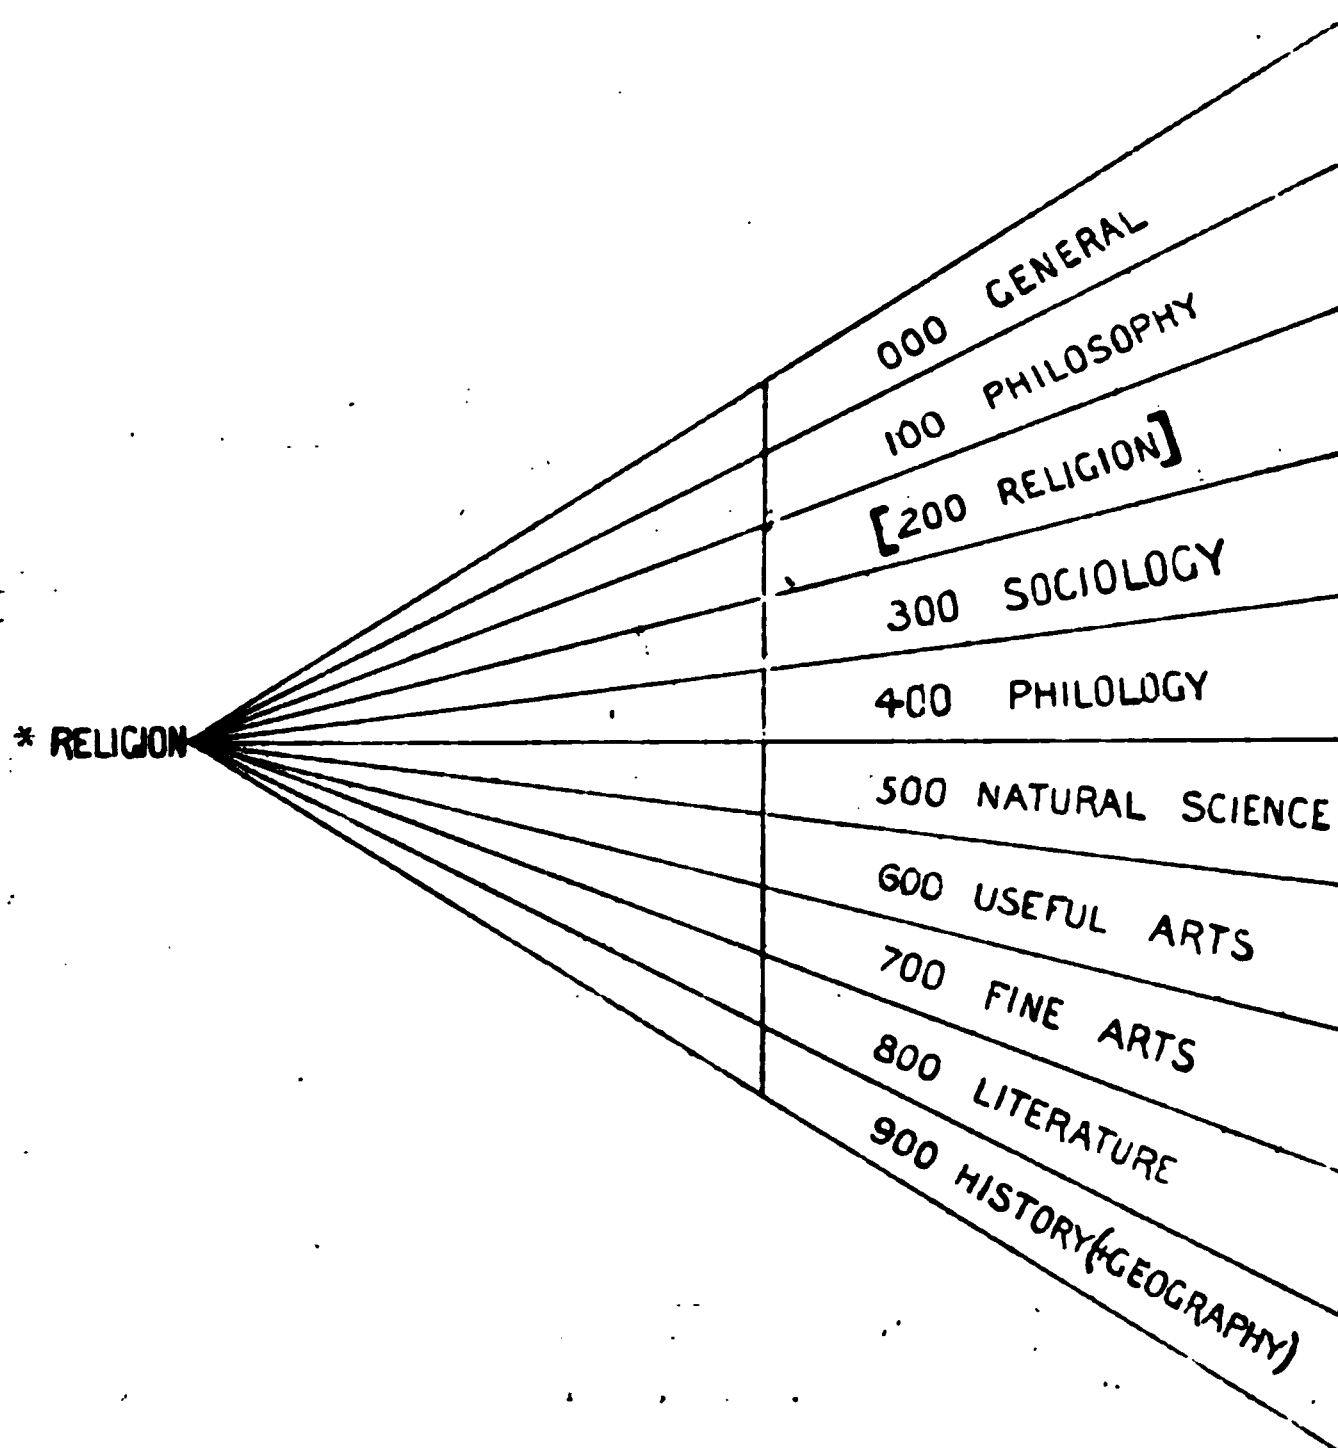 000 GENERAL
100 PHILOSOPHY
[200 RELIGION]
300 SOCIOLOGY
* RELIGION
400 PHILOLOGY
500 NATURAL SCIENCE
600 USEFUL ARTS
700 FINE ARTS
800 LITERATURE
900 HISTORY(+GEOGRAPHY)